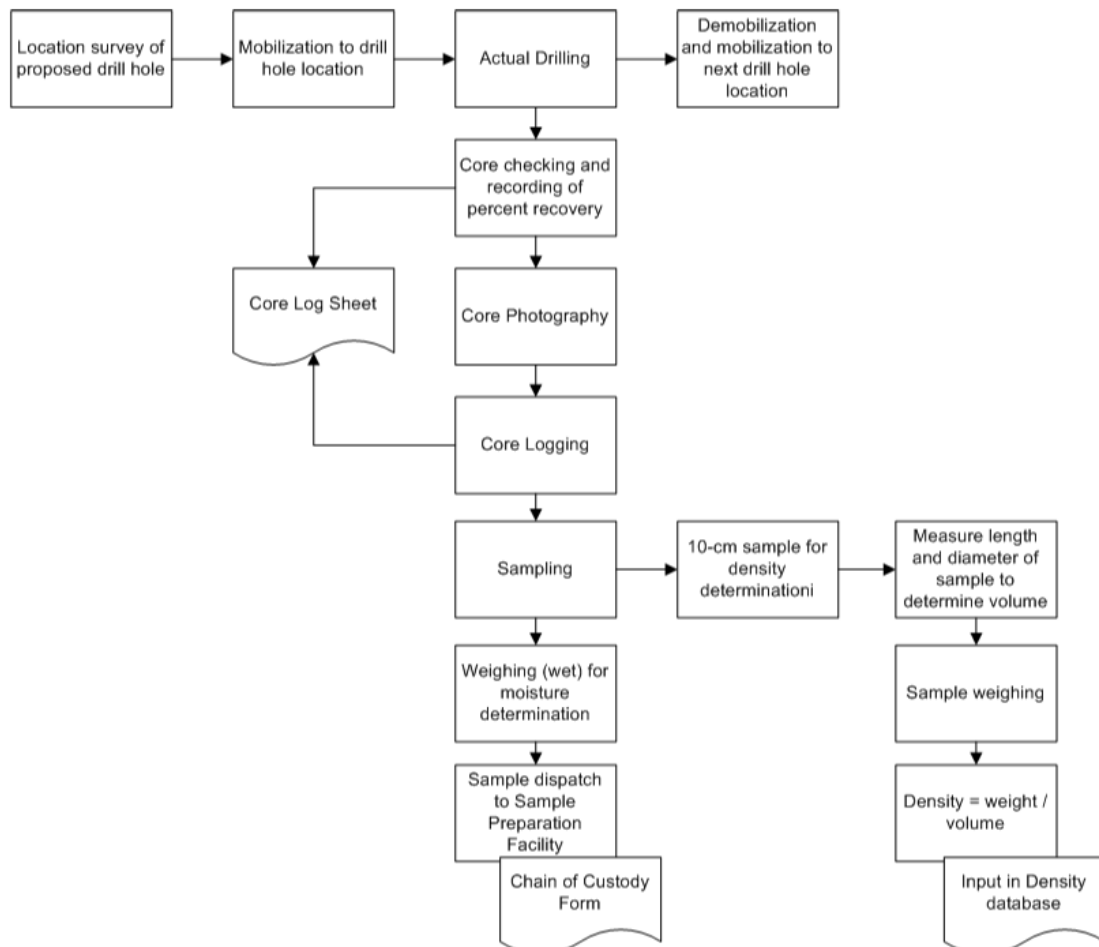 Location survey of
proposed drill hole
Mobilization to drill
hole location
Actual Drilling
Demobilization
and mobilization to
next drill hole
location
Core checking and
recording of
percent recovery
Core Log Sheet
Core Photography
Core Logging
Sampling
10-cm sample for
density
determinationi
Measure length
and diameter of
sample to
determine volume
Weighing (wet) for
moisture
determination
Sample weighing
Sample dispatch
to Sample
Preparation
Facility
Density = weight /
volume
Chain of Custody
Form
Input in Density
database